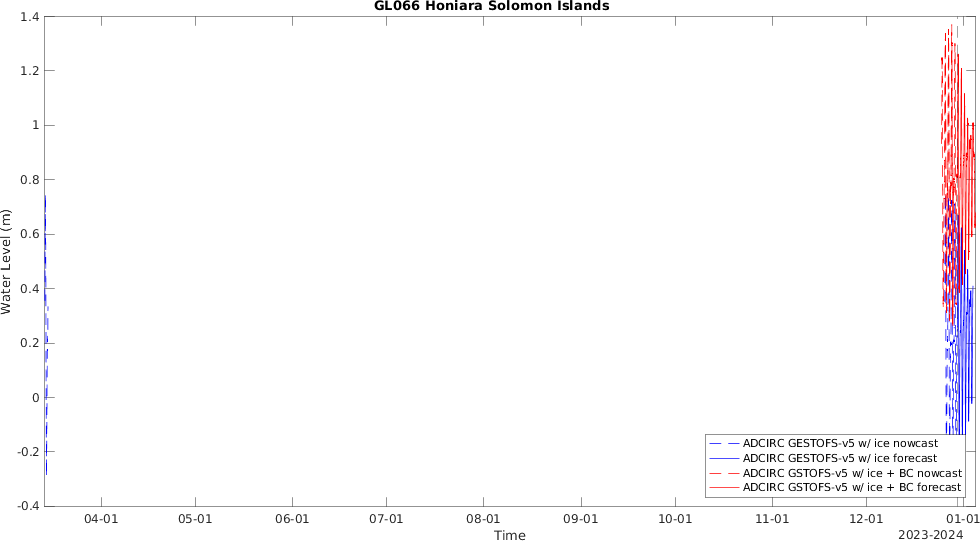 GL066 Honiara Solomon Islands
1.4
1.2
1
0.8
0.6
0.4
0.2
0
-0.2
-0.4
Water Level (m)
ADCIRC GESTOFS-v5 w/ ice nowcast
ADCIRC GESTOFS-v5 w/ ice forecast
ADCIRC GSTOFS-v5 w/ ice + BC nowcast
ADCIRC GSTOFS-v5 w/ ice + BC forecast
04-01 05-01 06-01 07-01 08-01 09-01 10-01 11-01 12-01 01-01
Time
2023-2024